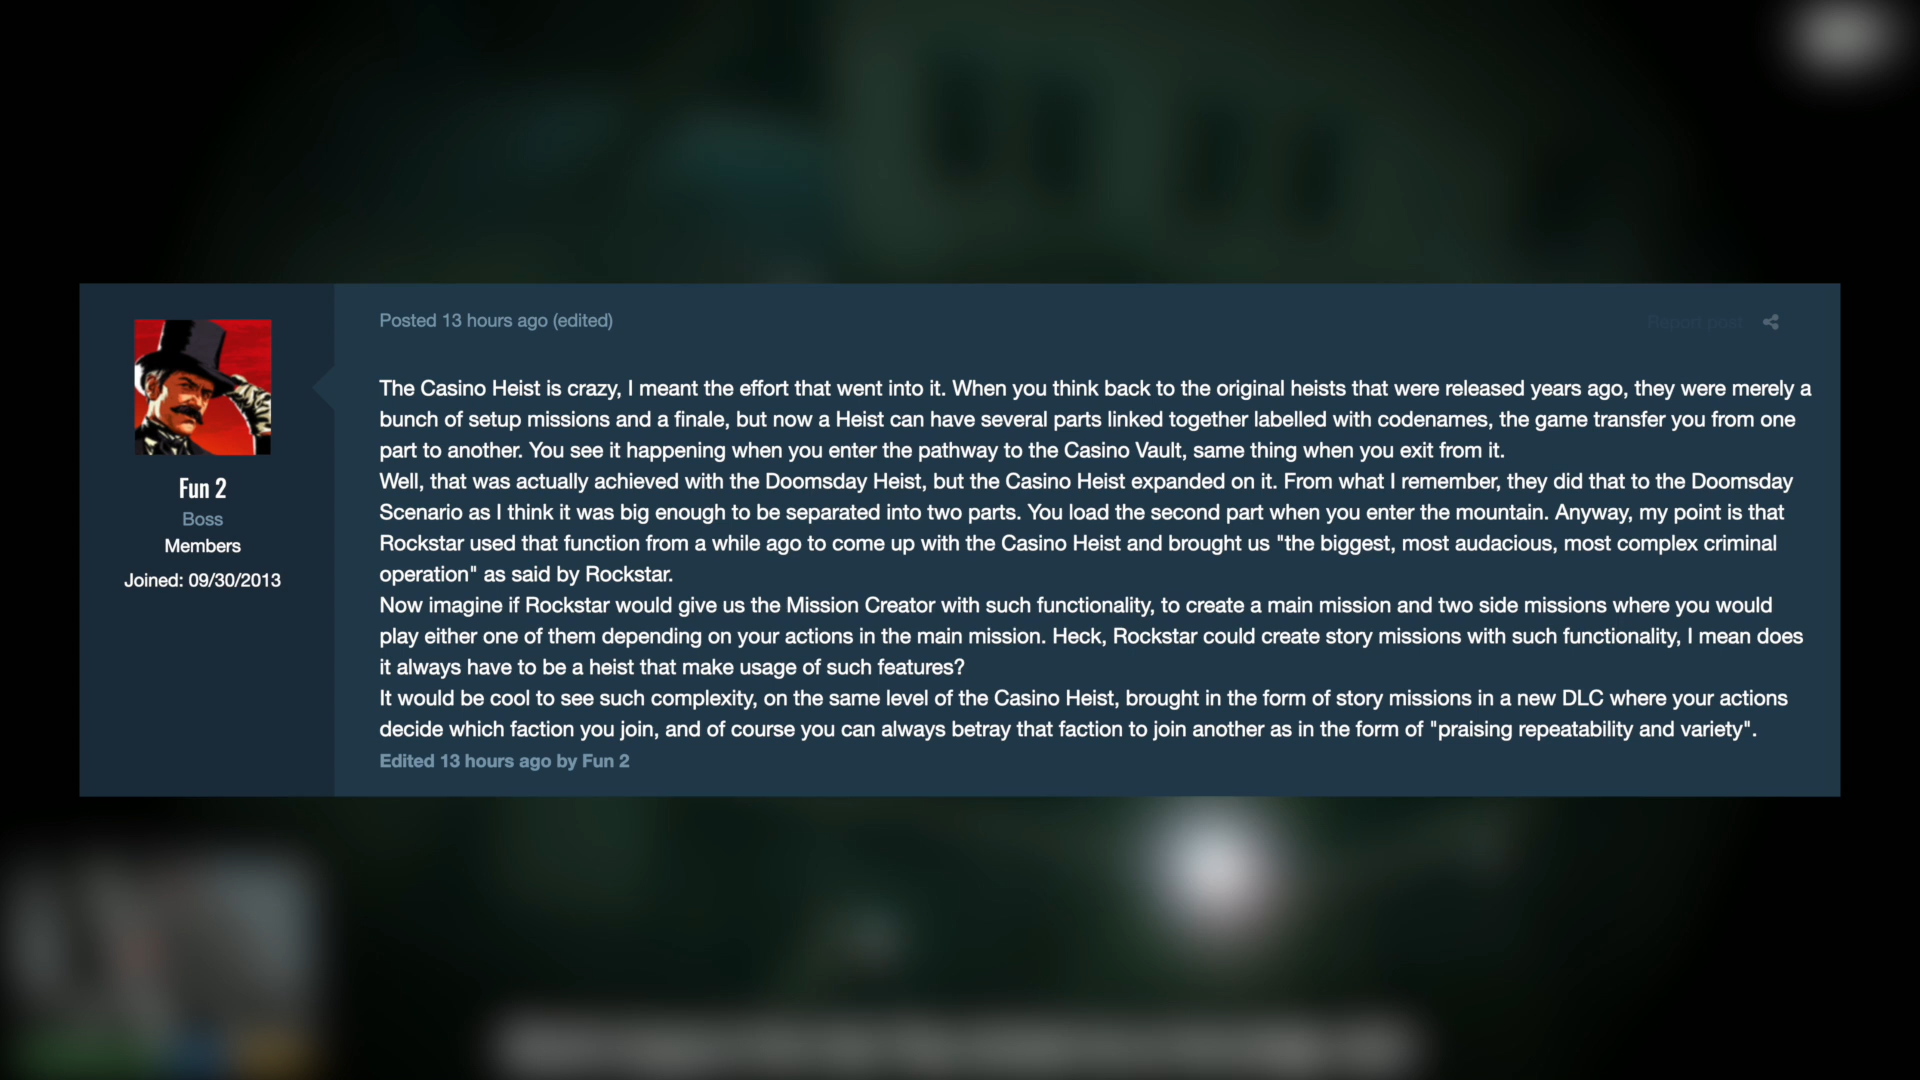 Posted 13 hours ago (edited)
Report post
The Casino Heist is crazy, I meant the effort that went into it. When you think back to the original heists that were released years ago, they were merely a
bunch of setup missions and a finale, but now a Heist can have several parts linked together labelled with codenames, the game transfer you from one
part to another. You see it happening when you enter the pathway to the Casino Vault, same thing when you exit from it.
Well, that was actually achieved with the Doomsday Heist, but the Casino Heist expanded on it. From what I remember, they did that to the Doomsday
Scenario as I think it was big enough to be separated into two parts. You load the second part when you enter the mountain. Anyway, my point is that
Rockstar used that function from a while ago to come up with the Casino Heist and brought us "the biggest, most audacious, most complex criminal
operation" as said by Rockstar.
Now imagine if Rockstar would give us the Mission Creator with such functionality, to create a main mission and two side missions where you would
play either one of them depending on your actions in the main mission. Heck, Rockstar could create story missions with such functionality, I mean does
it always have to be a heist that make usage of such features?
It would be cool to see such complexity, on the same level of the Casino Heist, brought in the form of story missions in a new DLC where your actions
decide which faction you join, and of course you can always betray that faction to join another as in the form of "praising repeatability and variety".
Edited 13 hours ago by Fun 2
Fun 2
Boss
Members
Joined: 09/30/2013